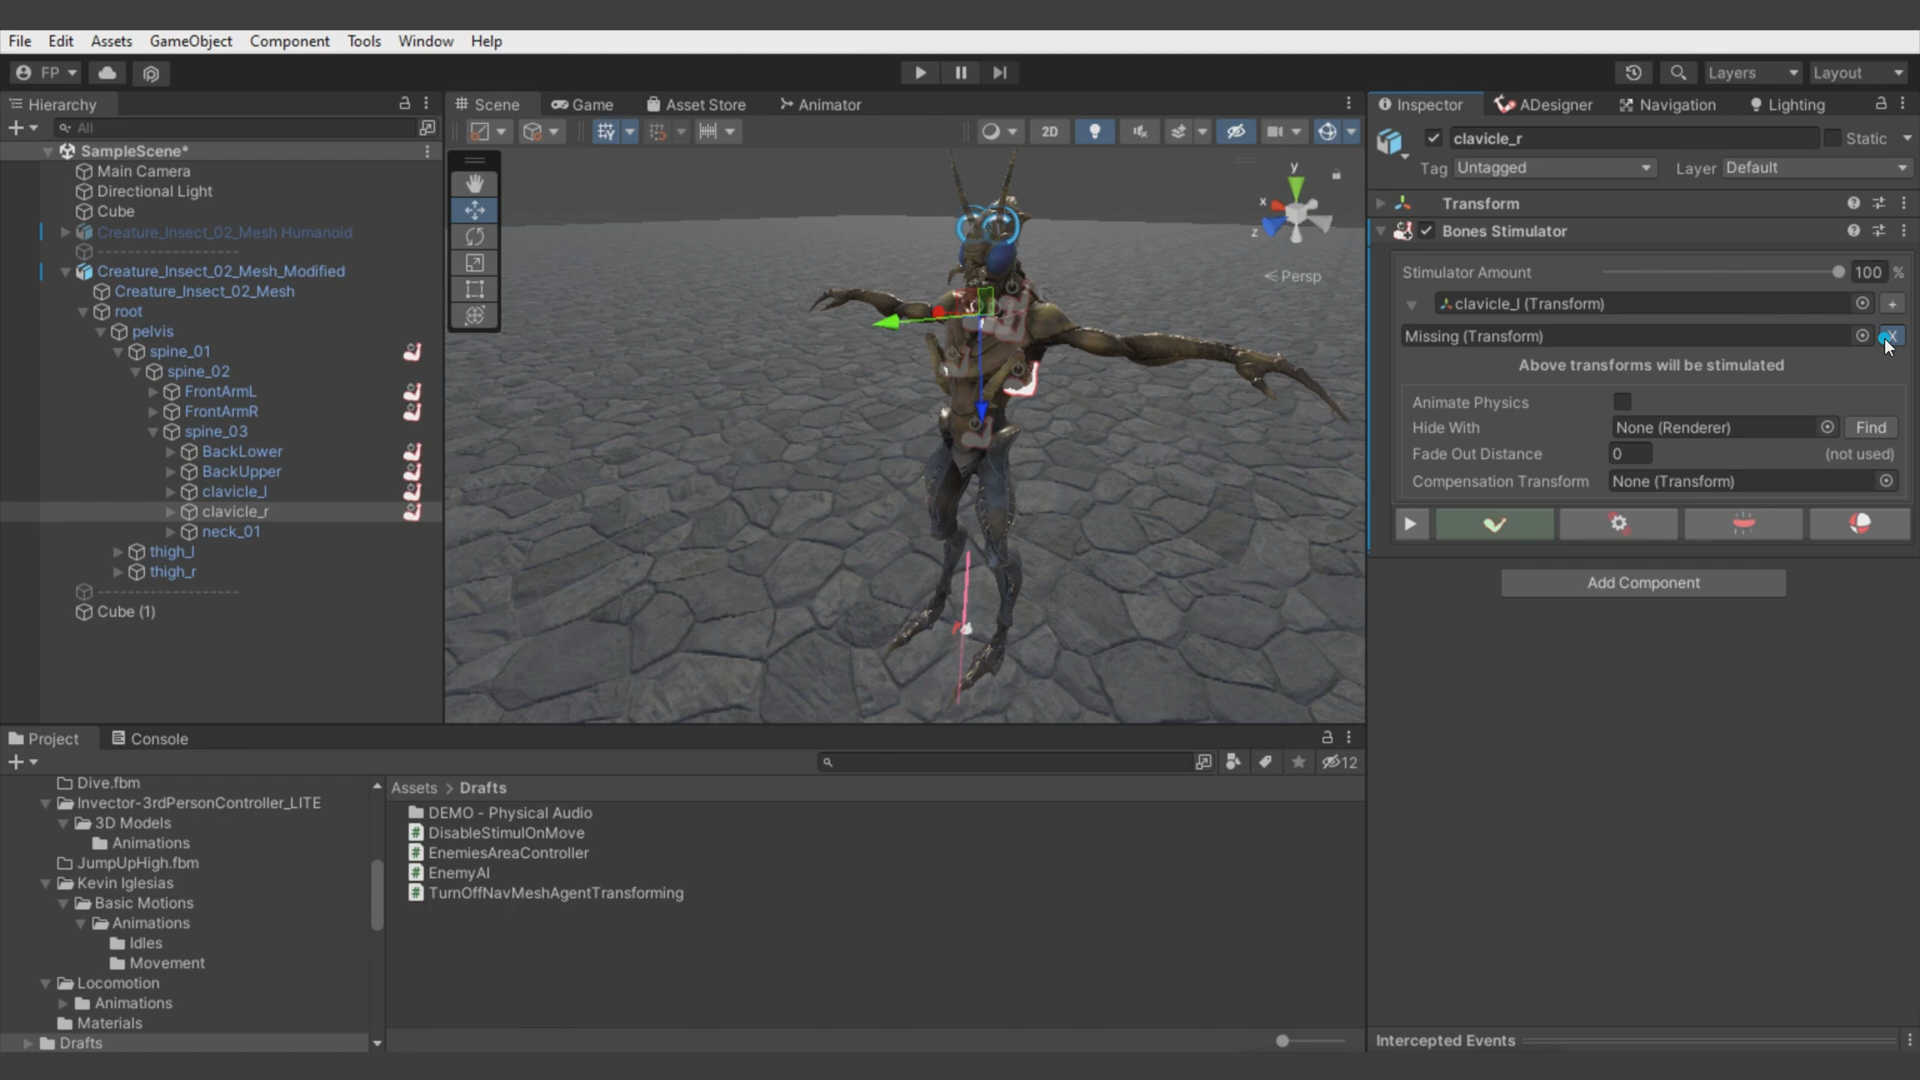 File Edit Assets GameObject Component Tools Window Help
FP
Layers Layout
Hierarchy
All
SampleScene*
Main Camera
Directional Light
Cube
Creature_Insect_02_Mesh Humanoid
--------------------
Creature_Insect_02_Mesh_Modified
Creature_Insect_02_Mesh
root
pelvis
spine_01
spine_02
FrontArmL
FrontArmR
spine_03
BackLower
BackUpper
clavicle_l
clavicle_r
neck_01
thigh_l
thigh_r
--------------------
Cube (1)
Scene Game Asset Store Animator
2D
y
x
z
Persp
Inspector ADesigner Navigation Lighting
clavicle_r Static
Tag Untagged Layer Default
Transform
Bones Stimulator
Stimulator Amount 100 %
clavicle_l (Transform) +
Missing (Transform) X
Above transforms will be stimulated
Animate Physics
Hide With None (Renderer) Find
Fade Out Distance 0 (not used)
Compensation Transform None (Transform)
Add Component
Intercepted Events
Project Console
12
Dive.fbm
Invector-3rdPersonController_LITE
3D Models
Animations
JumpUpHigh.fbm
Kevin Iglesias
Basic Motions
Animations
Idles
Movement
Locomotion
Animations
Materials
Drafts
Assets > Drafts
DEMO - Physical Audio
DisableStimulOnMove
EnemiesAreaController
EnemyAI
TurnOffNavMeshAgentTransforming